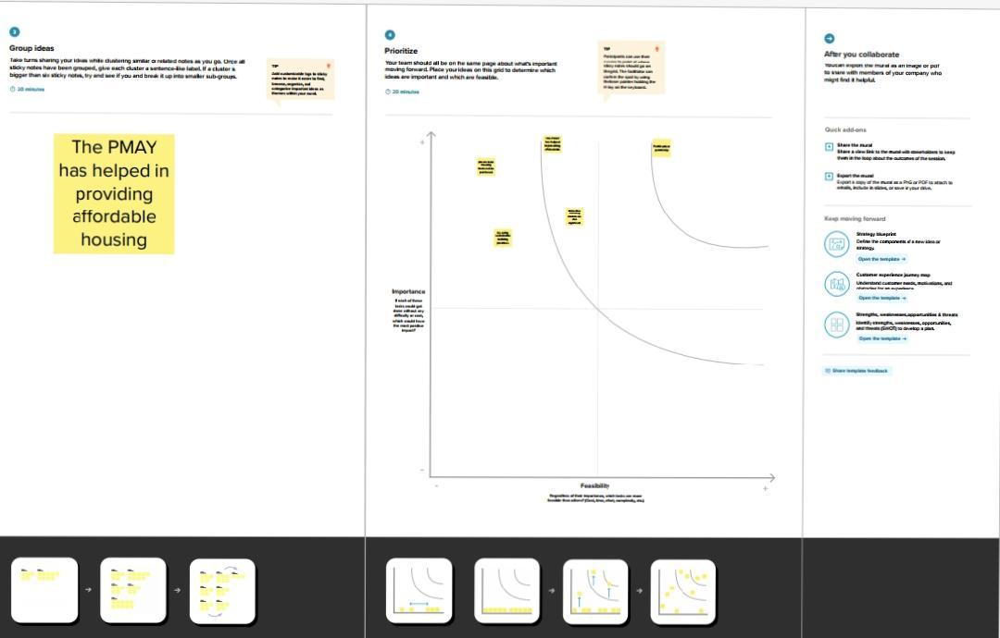 3
Group ideas
Take turns sharing your ideas while clustering similar or related notes as you go. Once all
sticky notes have been grouped, give each cluster a sentence-like label. If a cluster is
bigger than six sticky notes, try and see if you and break it up into smaller sub-groups.
20 minutes
TIP
Add customizable tags to sticky
notes to make it easier to find,
browse, organize, and
categorize important ideas as
themes within your mural.
The PMAY
has helped in
providing
affordable
housing
4
Prioritize
Your team should all be on the same page about what's important
moving forward. Place your ideas on this grid to determine which
ideas are important and which are feasible.
20 minutes
TIP
Participants can use their
sticky notes should go on
the grid. The facilitator can
confirm the spot by using
the laser pointer holding the
H key on the keyboard.
+
Importance
If each of these
tasks could get
done without any
difficulty or cost,
which would have
the most positive
impact?
-
-
Feasibility
+
Regardless of their importance, which tasks are more
feasible than others? (Cost, time, effort, complexity, etc.)
After you collaborate
You can export the mural as an image or pdf
to share with members of your company who
might find it helpful.
Quick add-ons
Share the mural
Share a view link to the mural with stakeholders to keep
them in the loop about the outcomes of the session.
Export the mural
Export a copy of the mural as a PNG or PDF to attach to
emails, include in slides, or save in your drive.
Keep moving forward
Strategy blueprint
Define the components of a new idea or
strategy.
Open the template →
Customer experience journey map
Understand customer needs, motivations, and
obstacles for an experience.
Open the template →
Strengths, weaknesses, opportunities & threats
Identify strengths, weaknesses, opportunities,
and threats (SWOT) to develop a plan.
Open the template →
Share template feedback